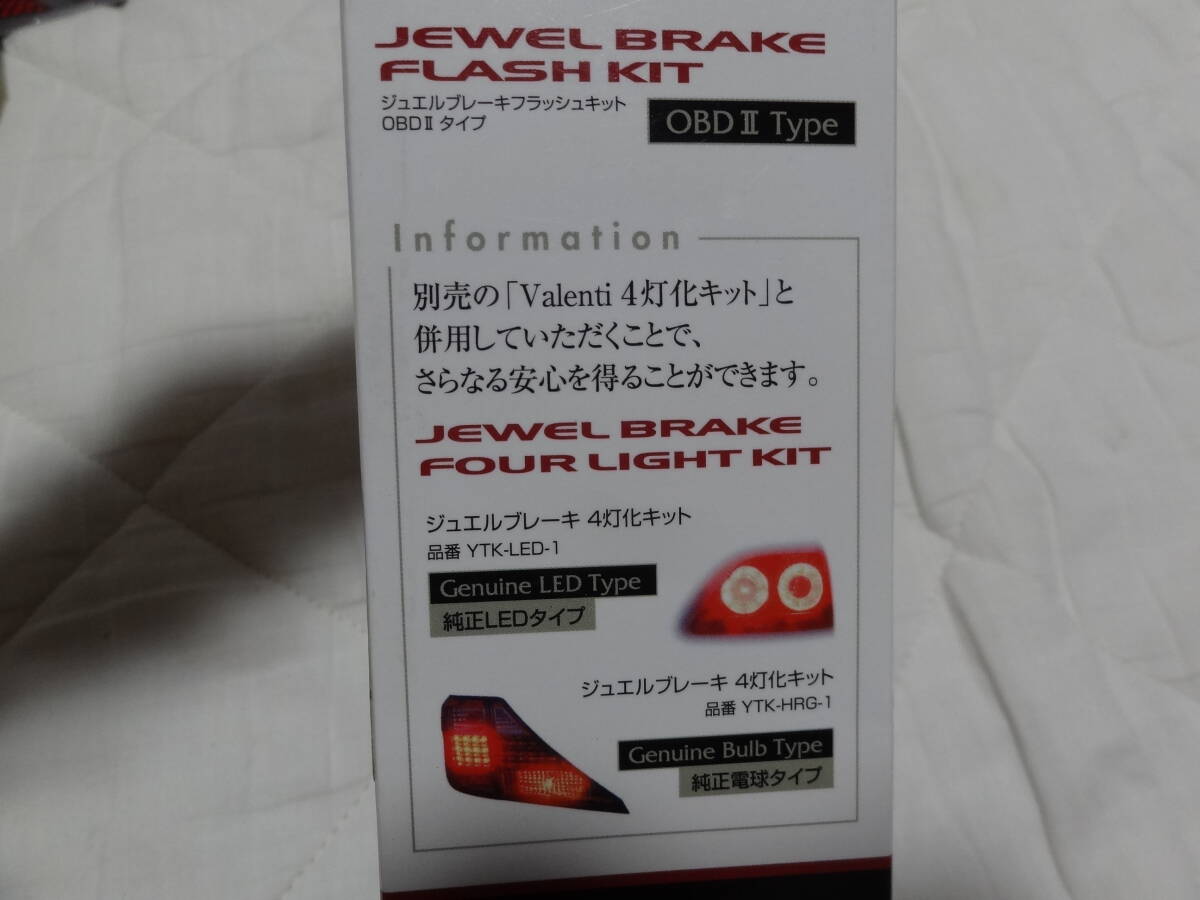 JEWEL BRAKE
FLASH KIT
ジュエルブレーキフラッシュキット
OBDⅡ タイプ
OBD Ⅱ Type
Information
別売の「Valenti 4灯化キット」と
併用していただくことで、
さらなる安心を得ることができます。
JEWEL BRAKE
FOUR LIGHT KIT
ジュエルブレーキ 4灯化キット
品番 YTK-LED-1
Genuine LED Type
純正LEDタイプ
ジュエルブレーキ 4灯化キット
品番 YTK-HRG-1
Genuine Bulb Type
純正電球タイプ